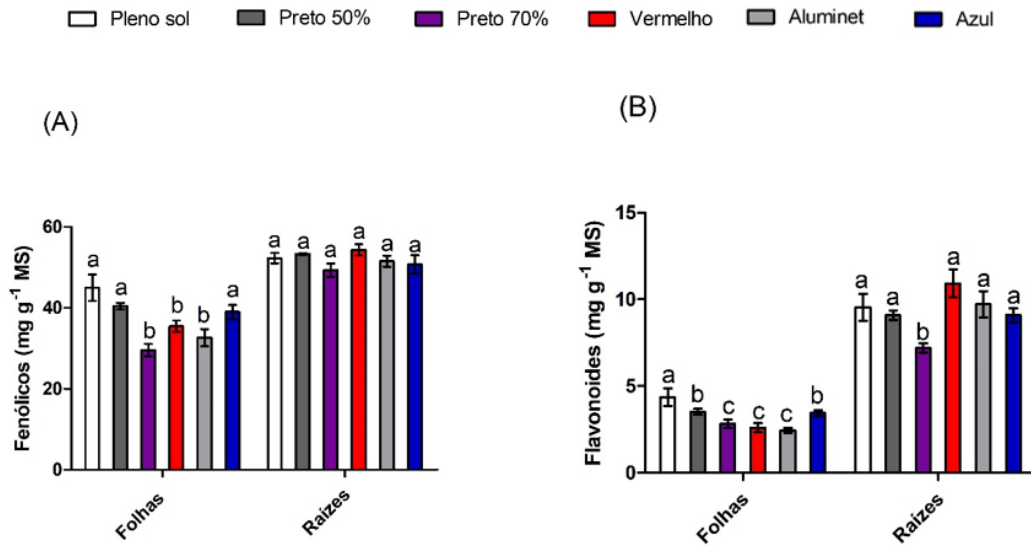 Pleno sol Preto 50% Preto 70% Vermelho Aluminet Azul
(A)
Fenólicos (mg g⁻¹ MS)
60
40
20
0
a a b b b a
a a a a a a
Folhas Raízes
(B)
Flavonoides (mg g⁻¹ MS)
15
10
5
0
a b c c c b
a a b a a a
Folhas Raízes